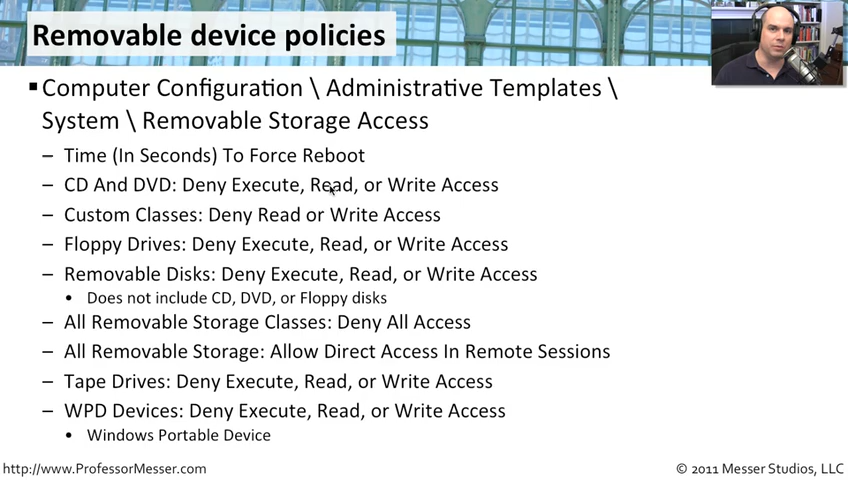 Removable device policies
▪ Computer Configuration \ Administrative Templates \
System \ Removable Storage Access
– Time (In Seconds) To Force Reboot
– CD And DVD: Deny Execute, Read, or Write Access
– Custom Classes: Deny Read or Write Access
– Floppy Drives: Deny Execute, Read, or Write Access
– Removable Disks: Deny Execute, Read, or Write Access
• Does not include CD, DVD, or Floppy disks
– All Removable Storage Classes: Deny All Access
– All Removable Storage: Allow Direct Access In Remote Sessions
– Tape Drives: Deny Execute, Read, or Write Access
– WPD Devices: Deny Execute, Read, or Write Access
• Windows Portable Device
http://www.ProfessorMesser.com
© 2011 Messer Studios, LLC